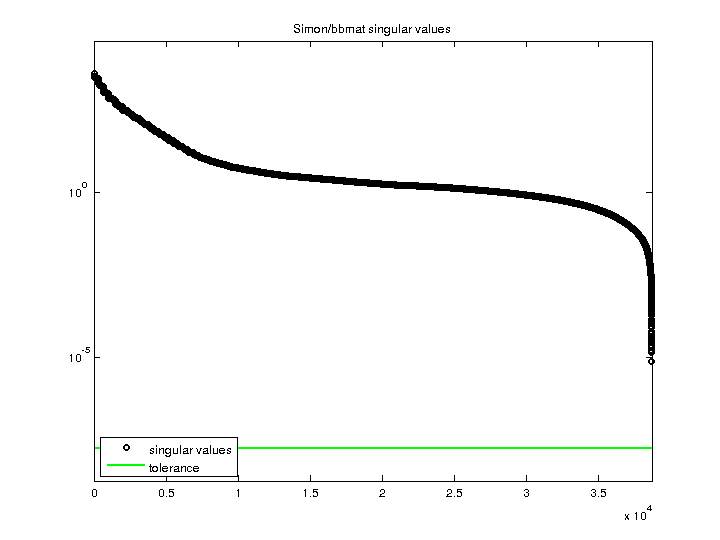 Simon/bbmat singular values
10^0
10^-5
singular values
tolerance
0 0.5 1 1.5 2 2.5 3 3.5
x 10^4